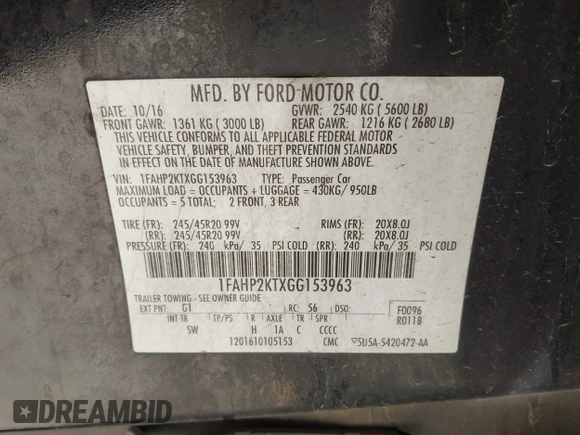 MFD. BY FORD MOTOR CO.
DATE: 10/16 GVWR: 2540 KG ( 5600 LB)
FRONT GAWR: 1361 KG ( 3000 LB) REAR GAWR: 1216 KG ( 2680 LB)
THIS VEHICLE CONFORMS TO ALL APPLICABLE FEDERAL MOTOR
VEHICLE SAFETY, BUMPER, AND THEFT PREVENTION STANDARDS
IN EFFECT ON THE DATE OF MANUFACTURE SHOWN ABOVE.
VIN: 1FAHP2KTXGG153963 TYPE: Passenger Car
MAXIMUM LOAD = OCCUPANTS + LUGGAGE = 430KG/ 950LB
OCCUPANTS = 5 TOTAL; 2 FRONT, 3 REAR
TIRE (FR): 245/45R20 99V RIMS (FR): 20X8.0J
(RR): 245/45R20 99V (RR): 20X8.0J
PRESSURE (FR): 240 kPa/ 35 PSI COLD (RR): 240 kPa/ 35 PSI COLD
1FAHP2KTXGG153963
TRAILER TOWING - SEE OWNER GUIDE
EXT PNT: G1 RC: 56 DSO: F0096
INT TR TP/PS R AXLE TR SPR R0118
SW H 1A C CCCC
1201610105153 CMC ▽5U5A-5420472-AA
DREAMBID